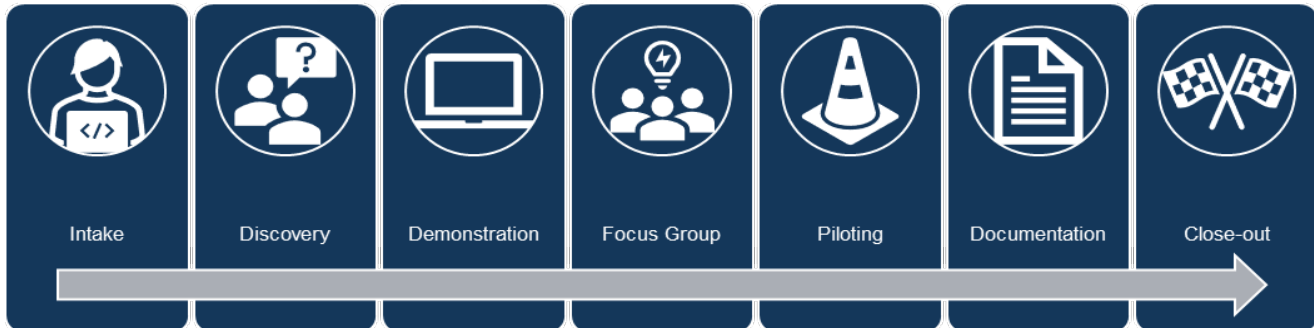 ?
</>
Intake
Discovery
Demonstration
Focus Group
Piloting
Documentation
Close-out